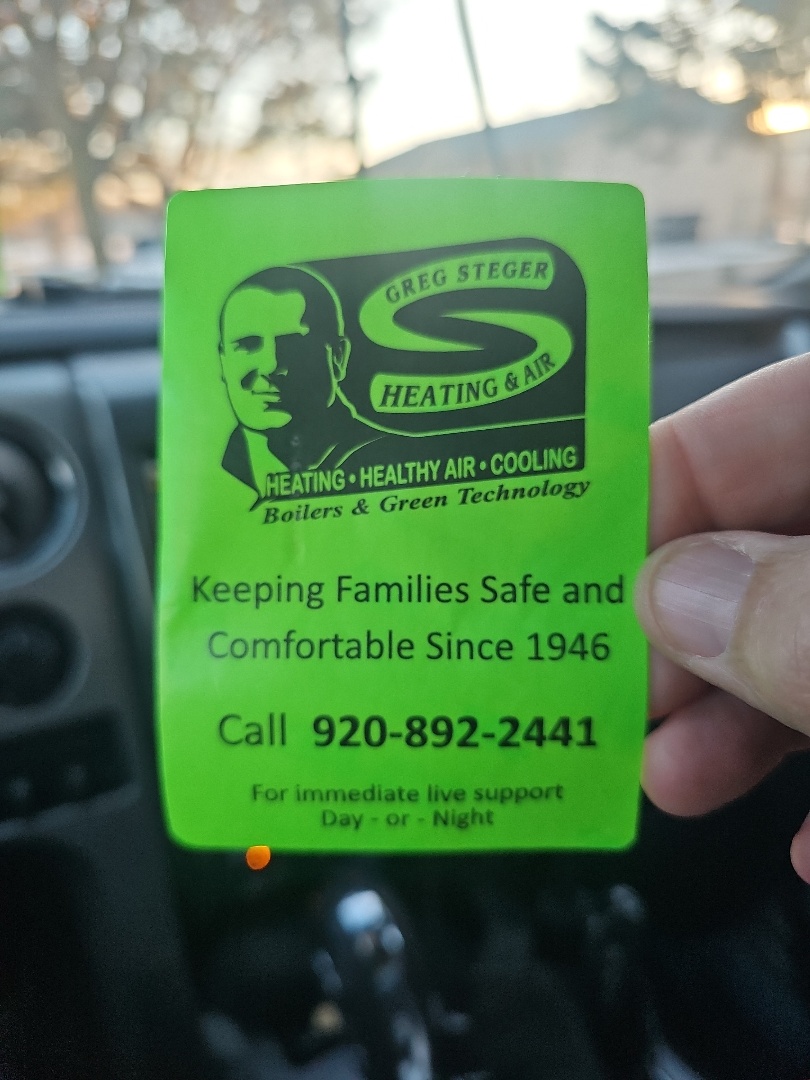 GREG STEGER
HEATING & AIR
HEATING • HEALTHY AIR • COOLING
Boilers & Green Technology
Keeping Families Safe and
Comfortable Since 1946
Call 920-892-2441
For immediate live support
Day - or - Night